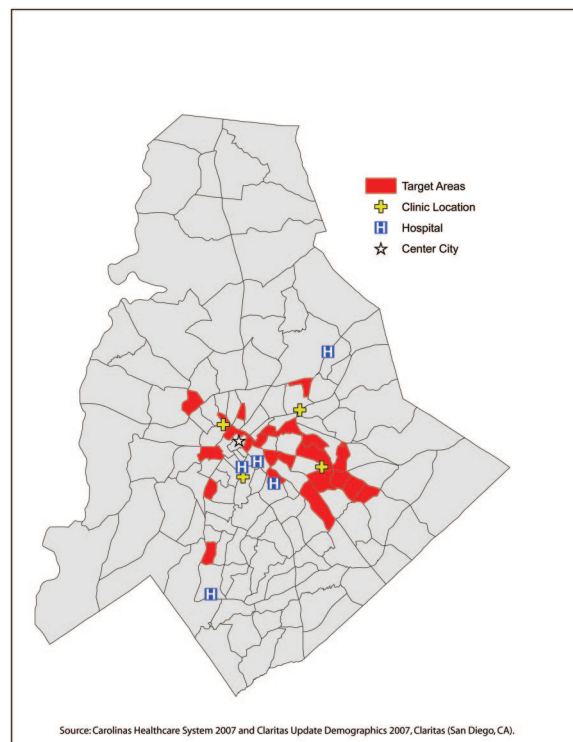 Target Areas
Clinic Location
H Hospital
Center City
H
H
H
H
H
Source: Carolinas Healthcare System 2007 and Claritas Update Demographics 2007, Claritas (San Diego, CA).